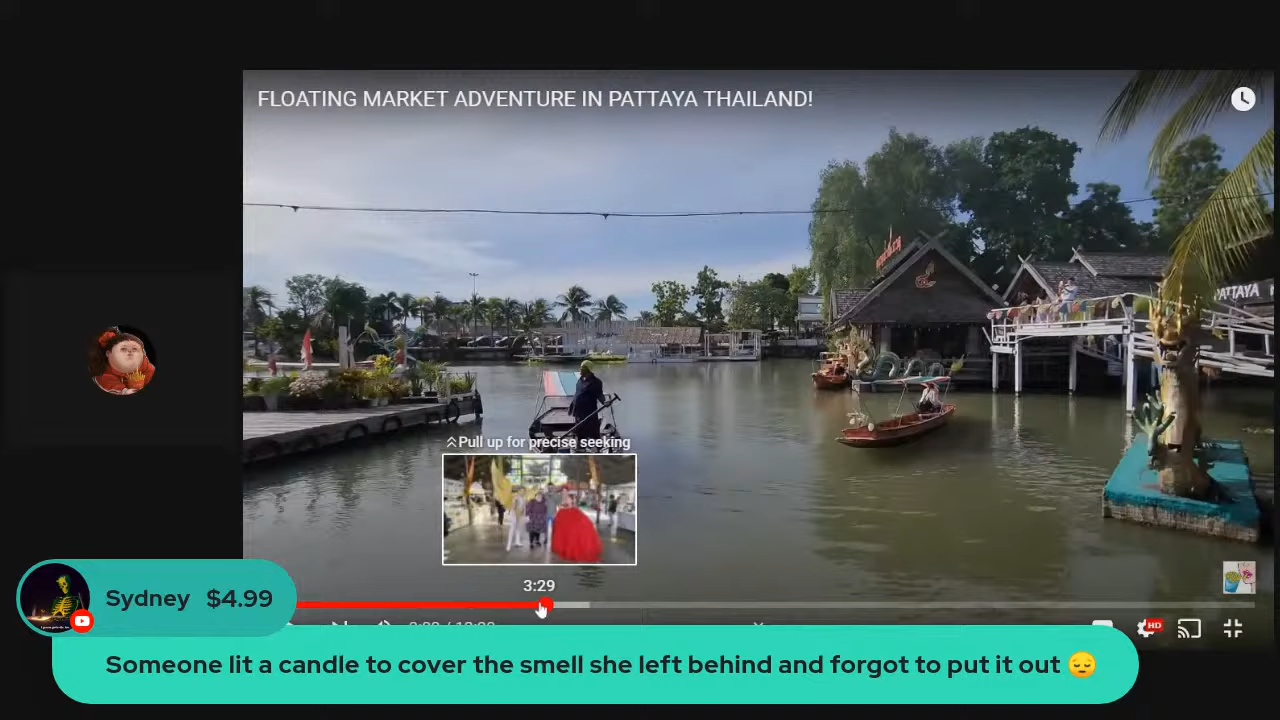 FLOATING MARKET ADVENTURE IN PATTAYA THAILAND!
PATTAYA
Pull up for precise seeking
3:29
HD
Sydney $4.99
Someone lit a candle to cover the smell she left behind and forgot to put it out 😔